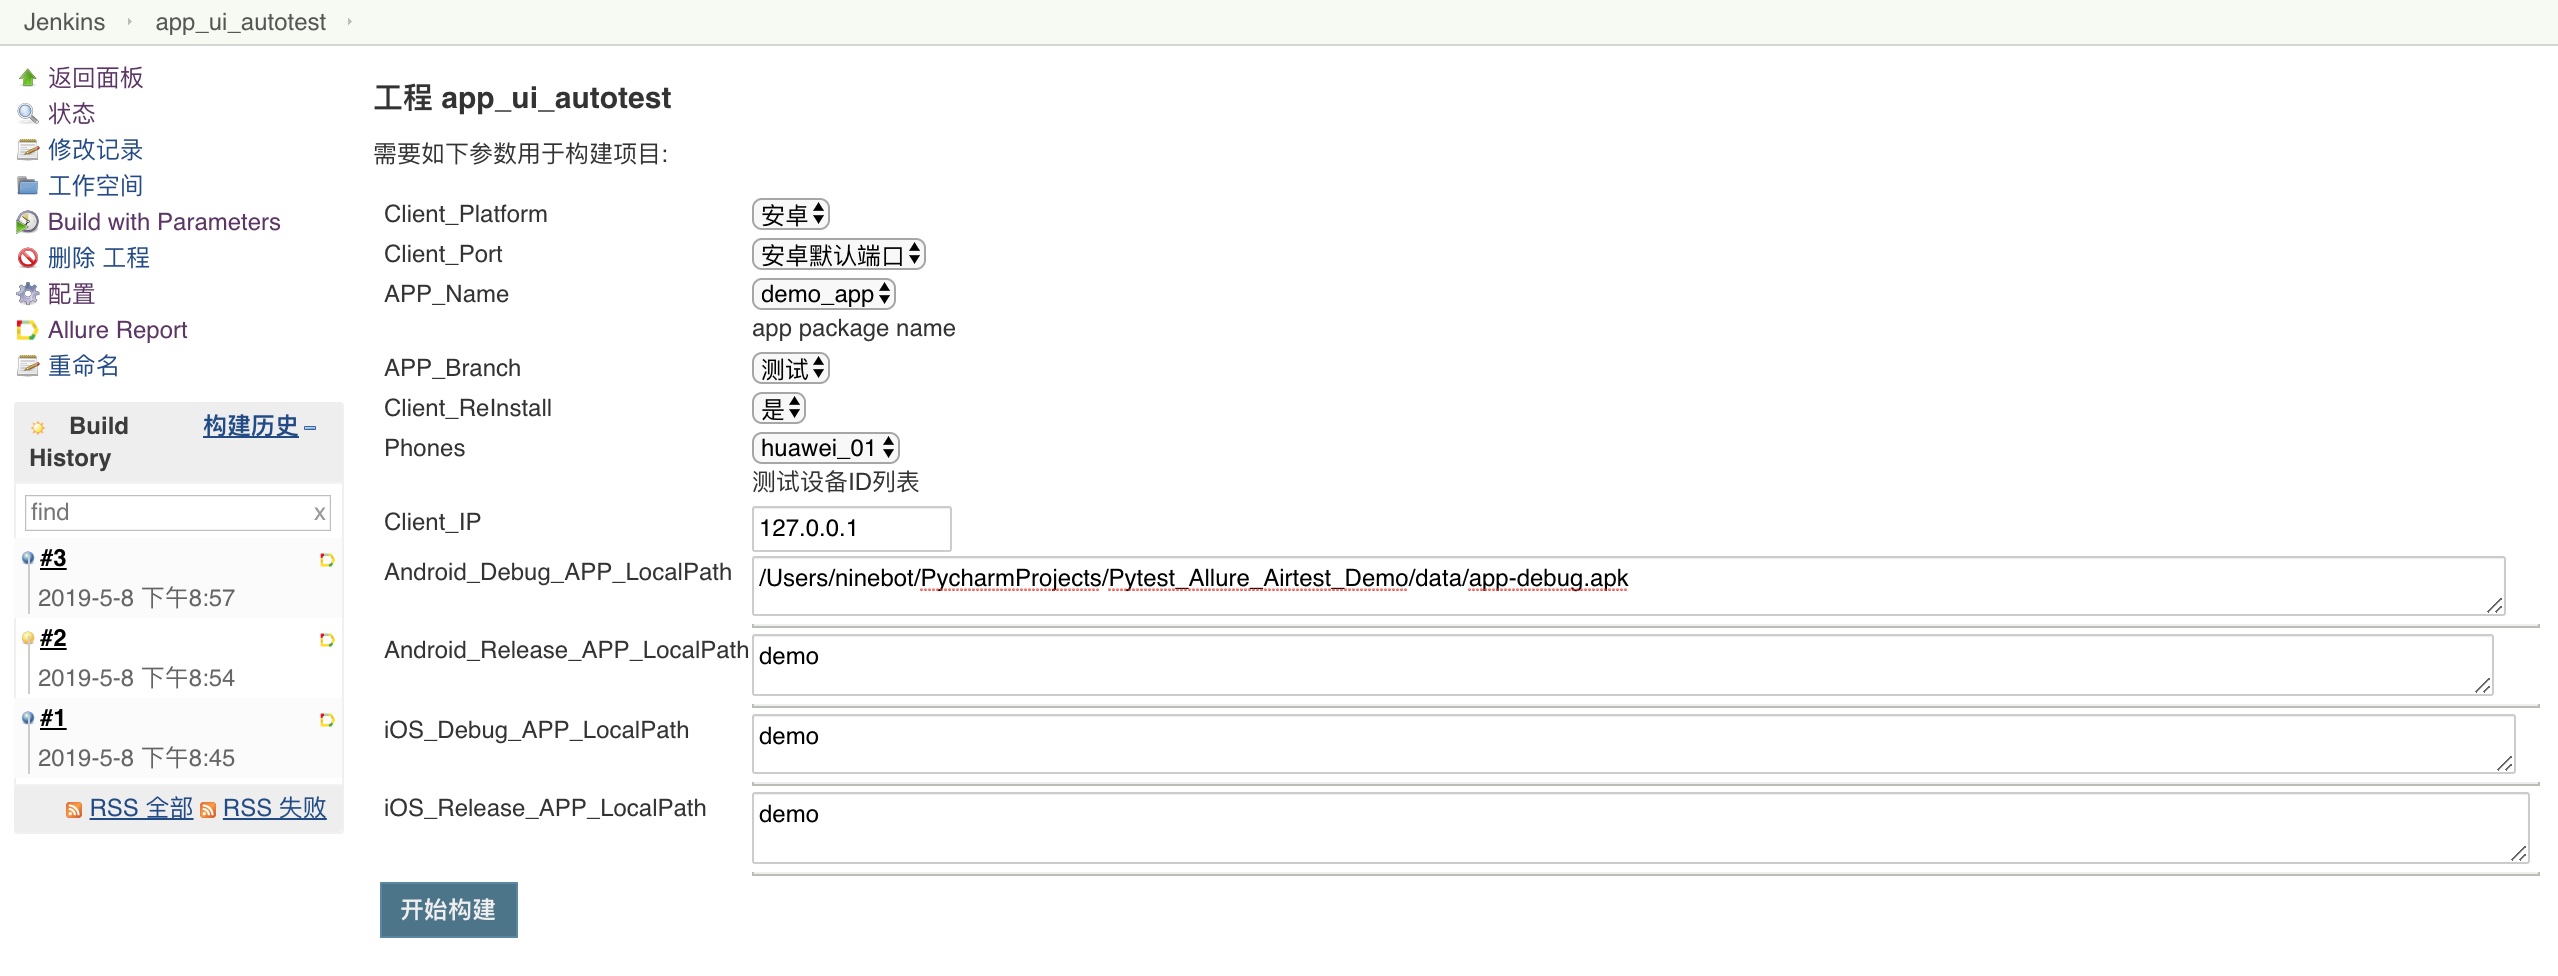 Jenkins app_ui_autotest
返回面板
状态
修改记录
工作空间
Build with Parameters
删除 工程
配置
Allure Report
重命名
Build History 构建历史
find x
#3
2019-5-8 下午8:57
#2
2019-5-8 下午8:54
#1
2019-5-8 下午8:45
RSS 全部 RSS 失败
工程 app_ui_autotest
需要如下参数用于构建项目:
Client_Platform 安卓
Client_Port 安卓默认端口
APP_Name demo_app
app package name
APP_Branch 测试
Client_ReInstall 是
Phones huawei_01
测试设备ID列表
Client_IP 127.0.0.1
Android_Debug_APP_LocalPath /Users/ninebot/PycharmProjects/Pytest_Allure_Airtest_Demo/data/app-debug.apk
Android_Release_APP_LocalPath demo
iOS_Debug_APP_LocalPath demo
iOS_Release_APP_LocalPath demo
开始构建